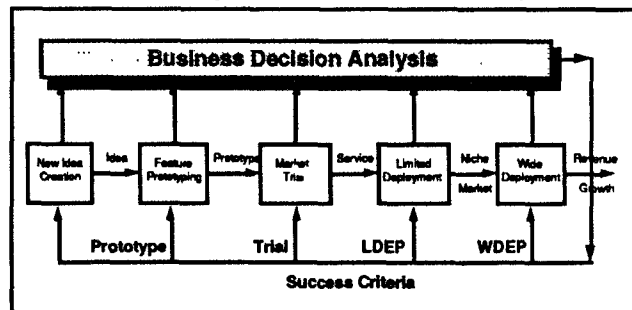 Business Decision Analysis
New Idea
Creation
Idea
Feature
Prototyping
Prototype
Market
Trial
Service
Limited
Deployment
Niche
Market
Wide
Deployment
Revenue
Growth
Prototype
Trial
LDEP
WDEP
Success Criteria